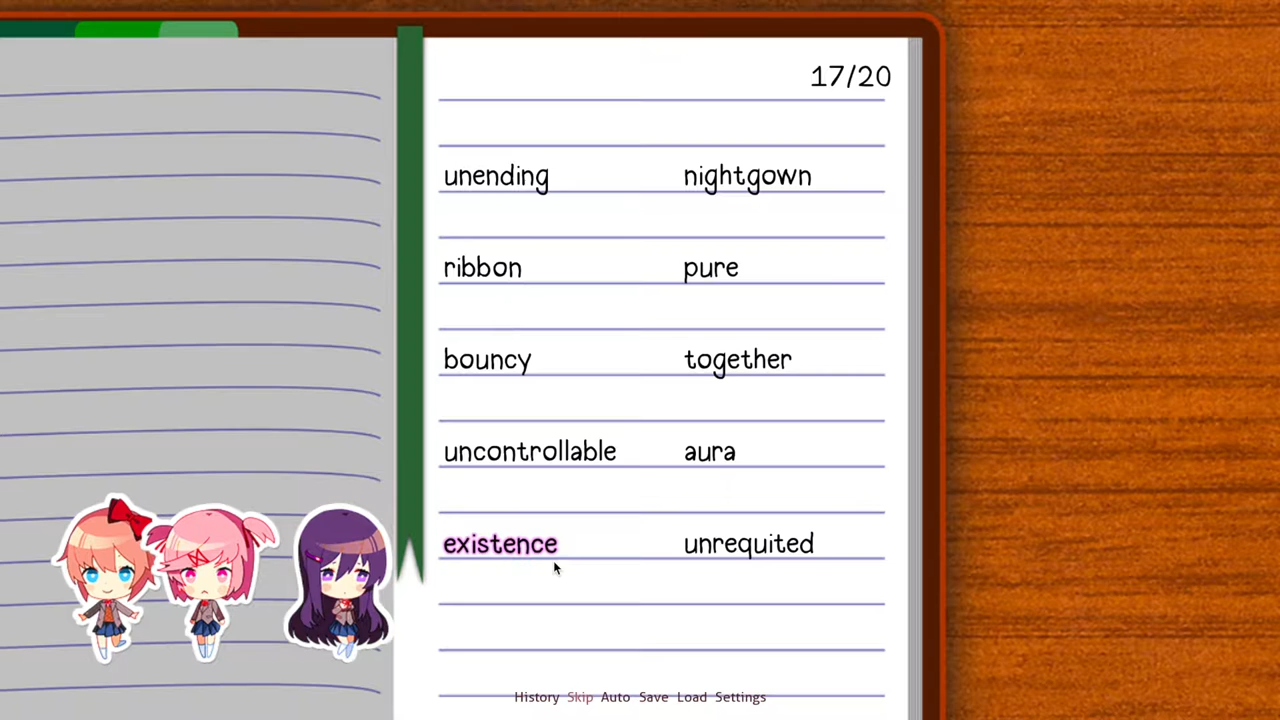 17/20
unending nightgown
ribbon pure
bouncy together
uncontrollable aura
existence unrequited
History Skip Auto Save Load Settings